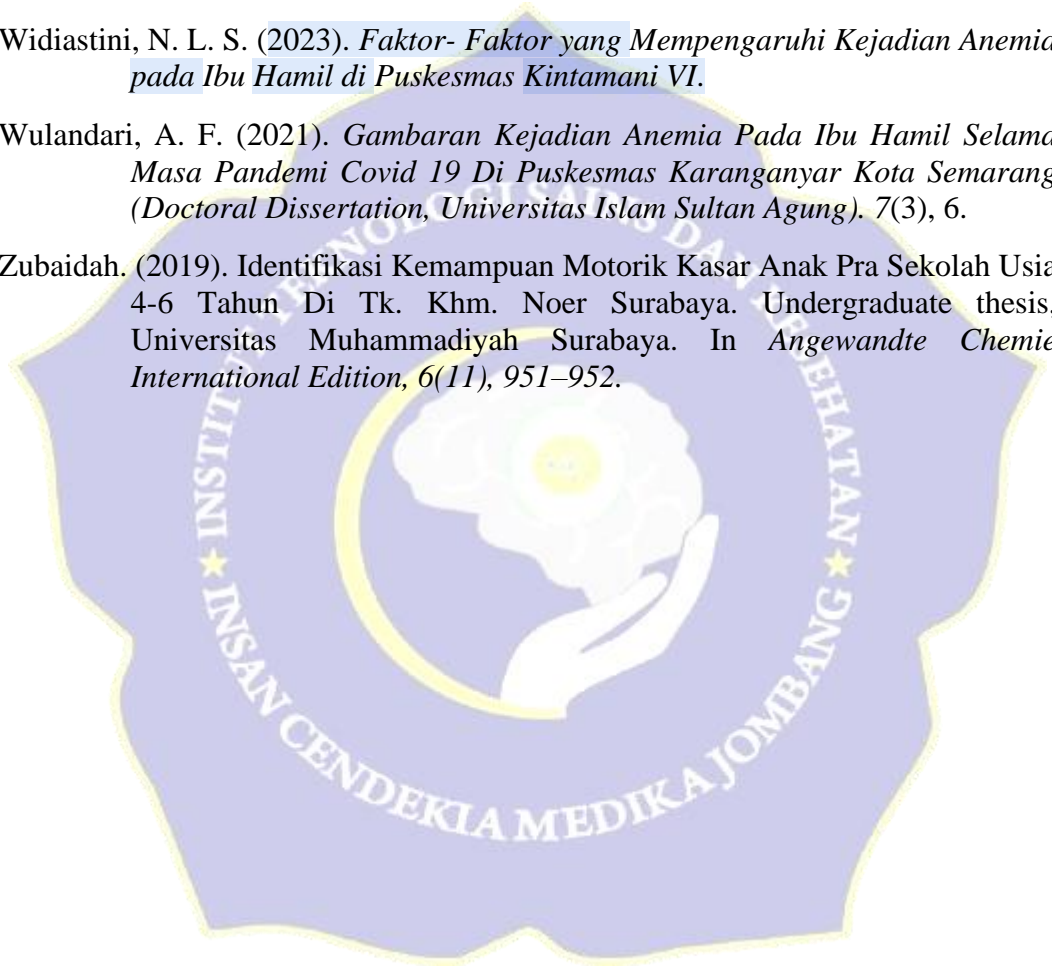 Widiastini, N. L. S. (2023). Faktor- Faktor yang Mempengaruhi Kejadian Anemia
pada Ibu Hamil di Puskesmas Kintamani VI.
Wulandari, A. F. (2021). Gambaran Kejadian Anemia Pada Ibu Hamil Selama
Masa Pandemi Covid 19 Di Puskesmas Karanganyar Kota Semarang
(Doctoral Dissertation, Universitas Islam Sultan Agung). 7(3), 6.
Zubaidah. (2019). Identifikasi Kemampuan Motorik Kasar Anak Pra Sekolah Usia
4-6 Tahun Di Tk. Khm. Noer Surabaya. Undergraduate thesis,
Universitas Muhammadiyah Surabaya. In Angewandte Chemie
International Edition, 6(11), 951–952.
INSTITUT TEKNOLOGI SAINS DAN KESEHATAN
INSAN CENDEKIA MEDIKA JOMBANG